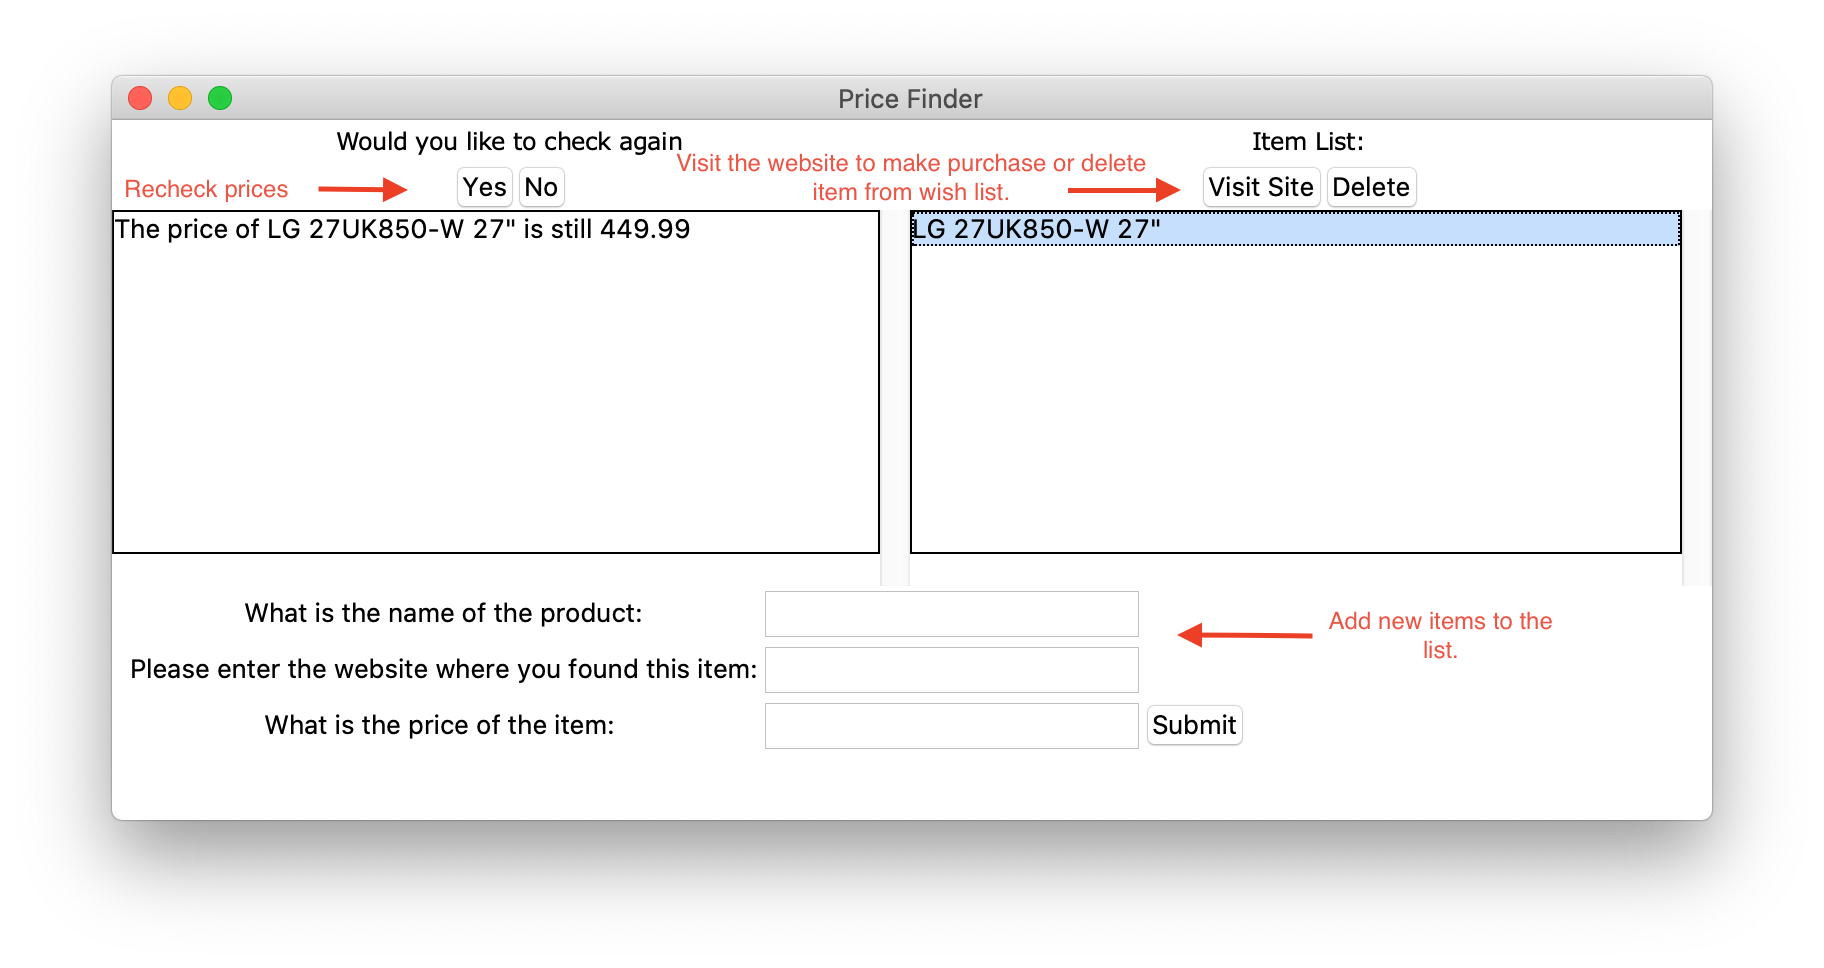 Price Finder
Would you like to check again
Item List:
Visit the website to make purchase or delete
item from wish list.
Recheck prices
Yes No
Visit Site Delete
The price of LG 27UK850-W 27" is still 449.99
LG 27UK850-W 27"
What is the name of the product:
Add new items to the
list.
Please enter the website where you found this item:
What is the price of the item:
Submit